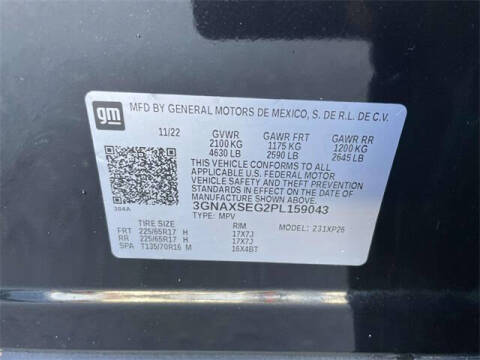 gm
MFD BY GENERAL MOTORS DE MEXICO, S. DE R.L. DE C.V.
11/22 GVWR GAWR FRT GAWR RR
2100 KG 1175 KG 1200 KG
4630 LB 2590 LB 2645 LB
THIS VEHICLE CONFORMS TO ALL
APPLICABLE U.S. FEDERAL MOTOR
VEHICLE SAFETY AND THEFT PREVENTION
STANDARDS IN EFFECT ON THE DATE OF
MANUFACTURE SHOWN ABOVE.
3GNAXSEG2PL159043
304A TYPE: MPV MODEL: Z31XP26
TIRE SIZE RIM
FRT 225/65R17 H 17X7J
RR 225/65R17 H 17X7J
SPA T135/70R16 M 16X4BT